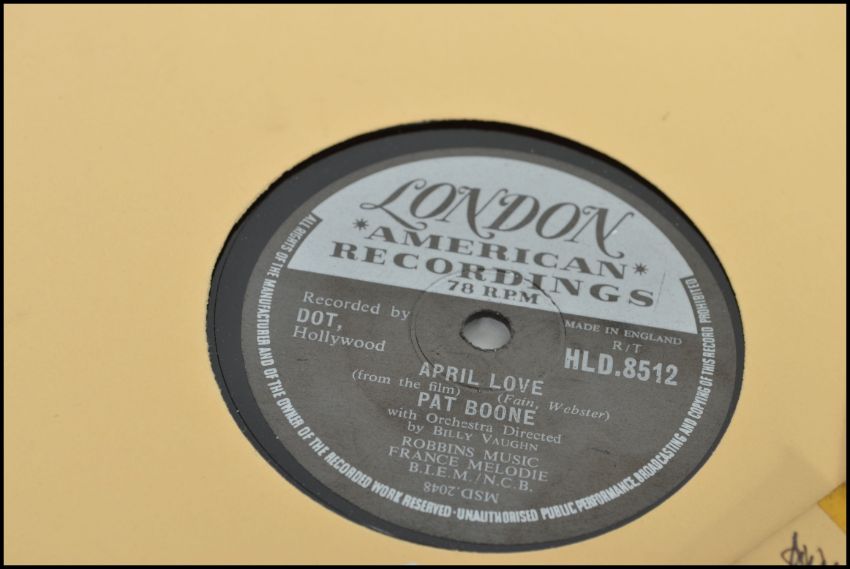 LONDON
*AMERICAN*
RECORDINGS
78 RPM
Recorded by
DOT,
Hollywood
MADE IN ENGLAND
R/T
HLD.8512
APRIL LOVE
(from the film) (Fain, Webster)
PAT BOONE
with Orchestra Directed
by BILLY VAUGHN
ROBBINS MUSIC
FRANCE MELODIE
B.I.E.M./N.C.B.
MSD.2048
ALL RIGHTS OF THE MANUFACTURER AND OF THE OWNER OF THE RECORDED WORK RESERVED·UNAUTHORISED PUBLIC PERFORMANCE, BROADCASTING AND COPYING OF THIS RECORD PROHIBITED